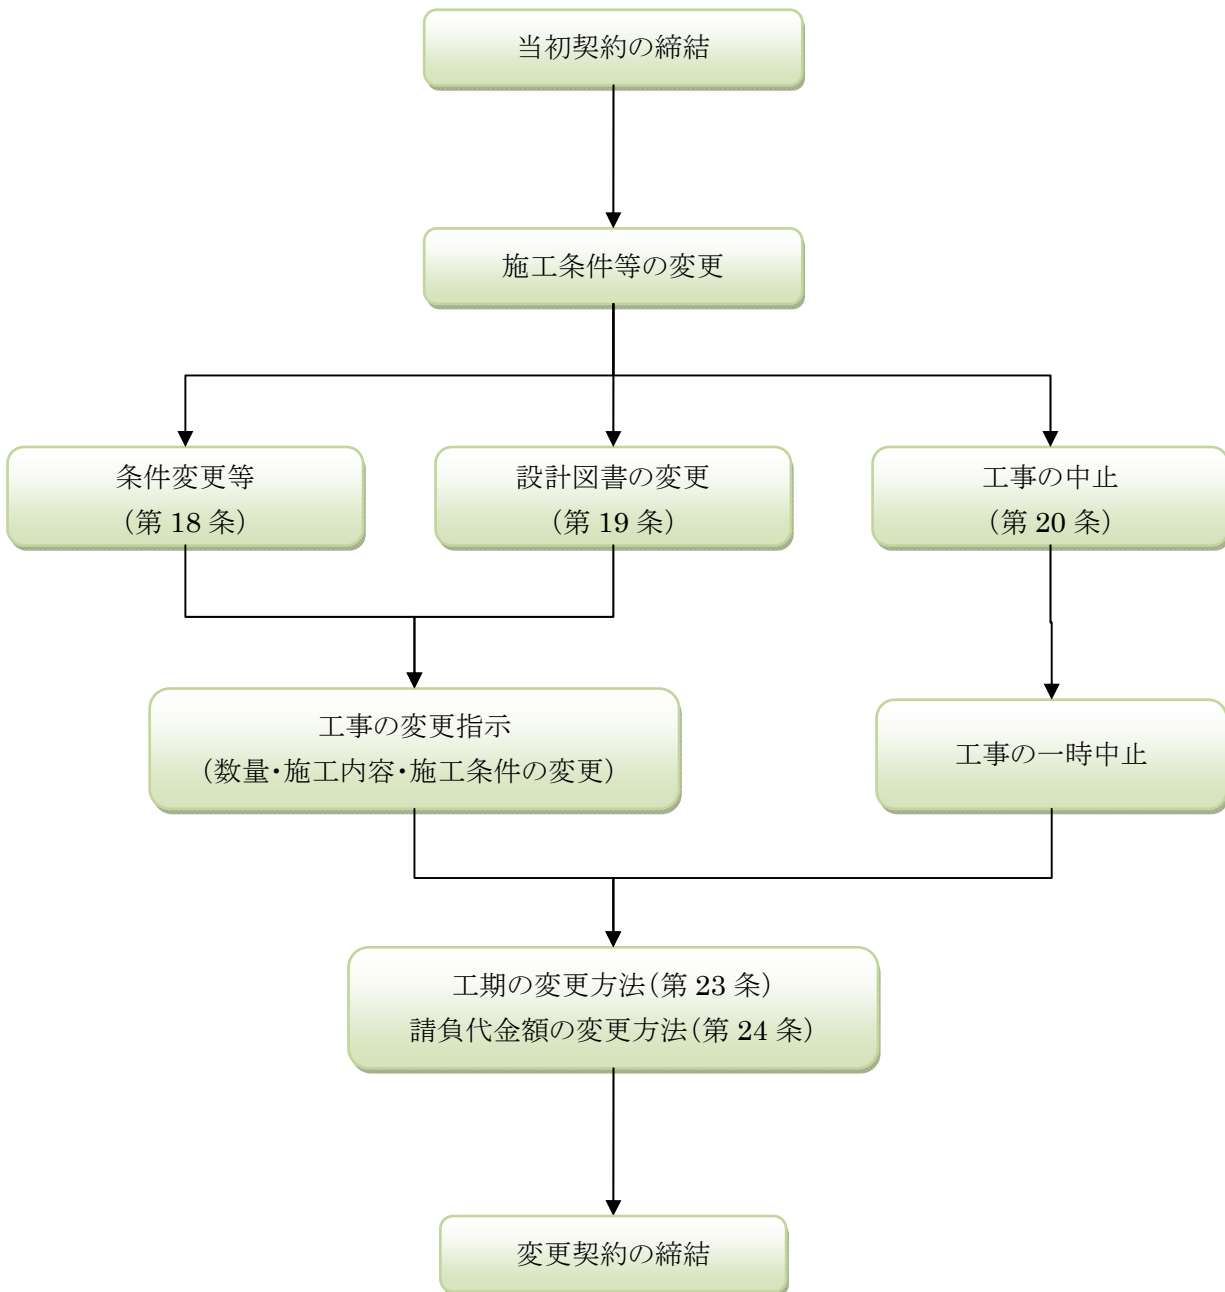 当初契約の締結
施工条件等の変更
条件変更等
（第 18 条）
設計図書の変更
（第 19 条）
工事の中止
（第 20 条）
工事の変更指示
（数量・施工内容・施工条件の変更）
工事の一時中止
工期の変更方法（第 23 条）
請負代金額の変更方法（第 24 条）
変更契約の締結